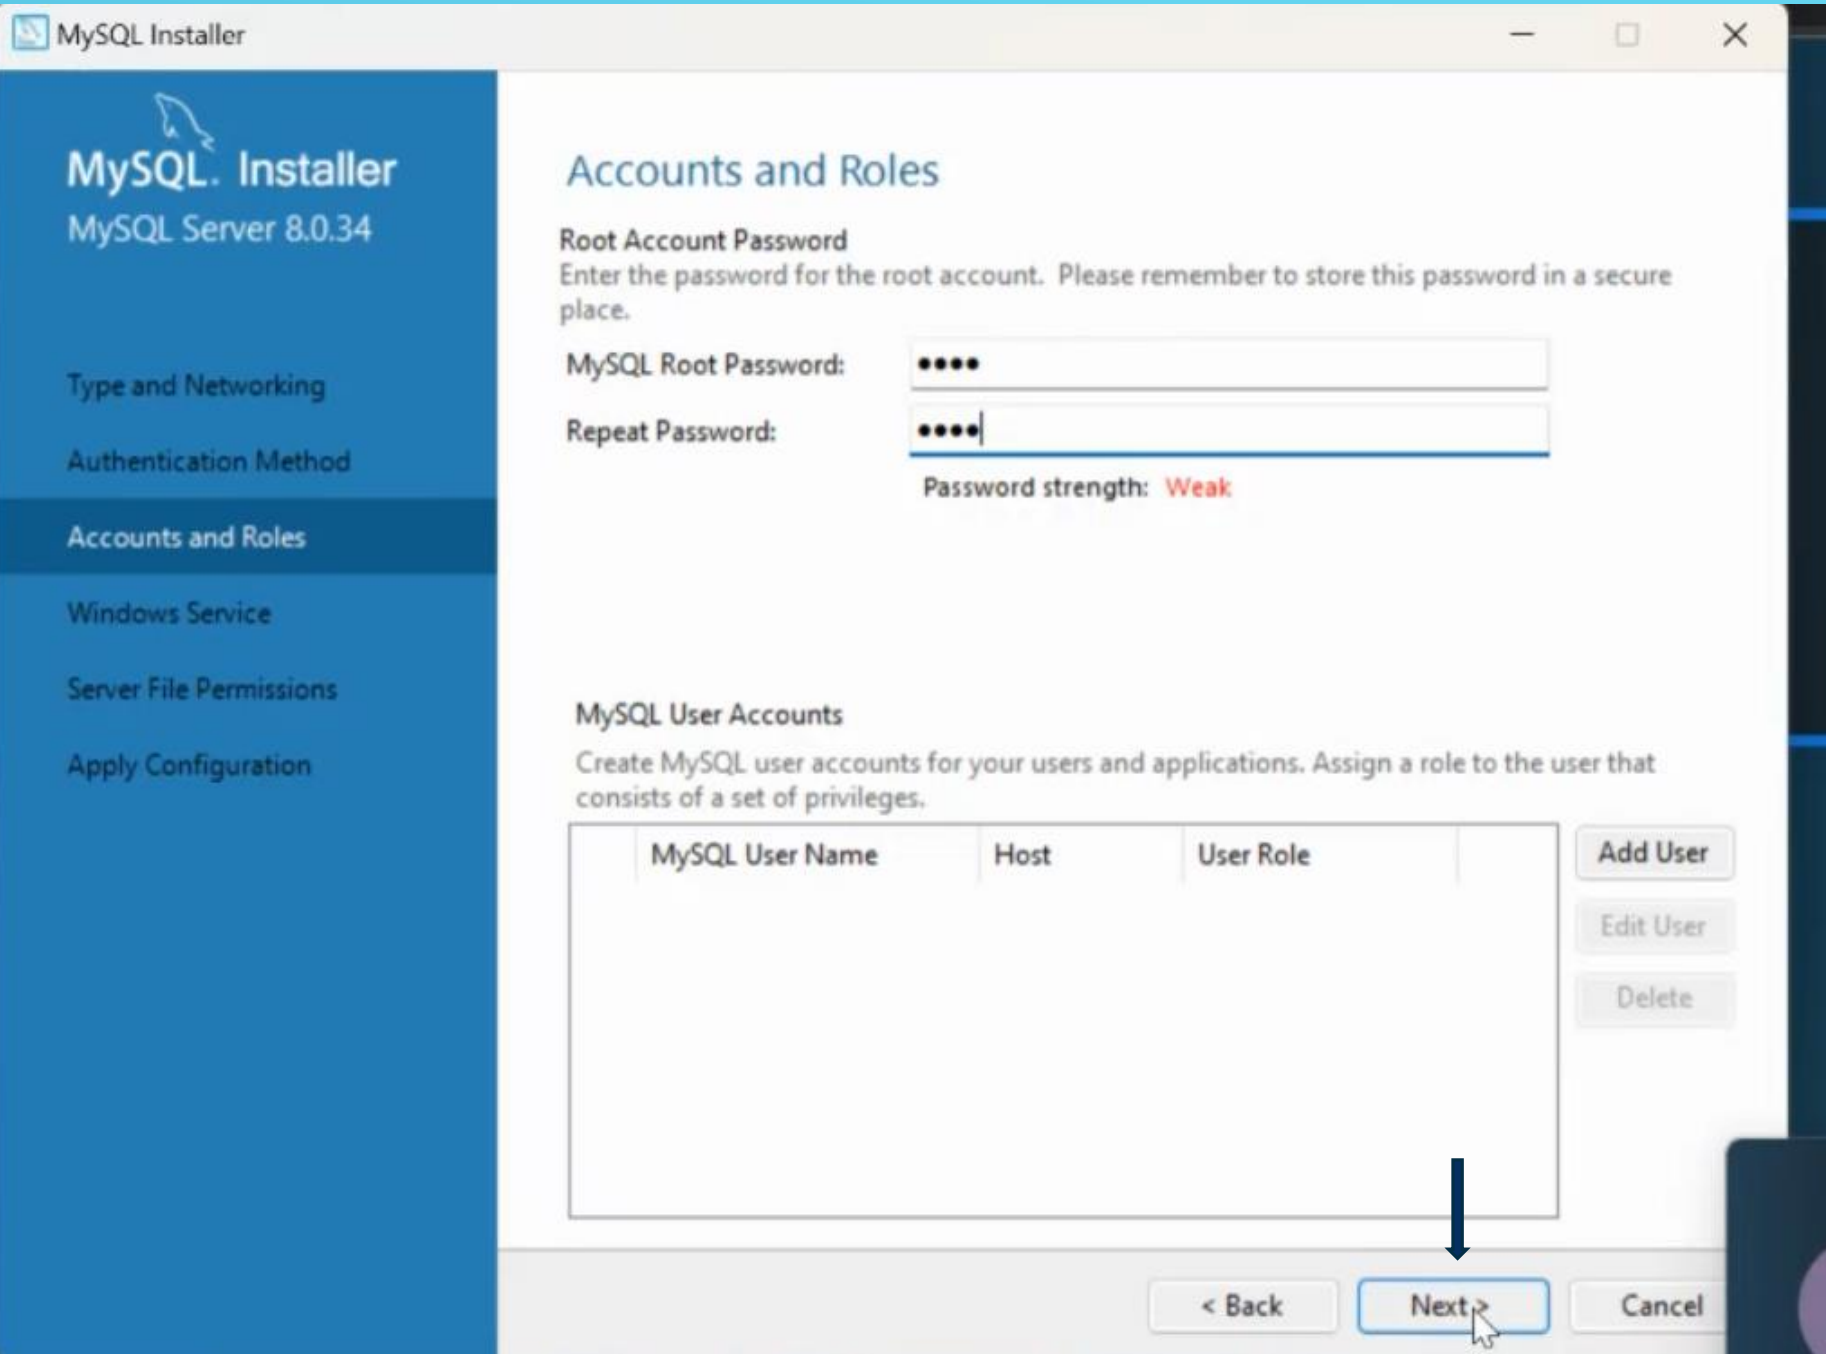 MySQL Installer
MySQL. Installer
MySQL Server 8.0.34
Type and Networking
Authentication Method
Accounts and Roles
Windows Service
Server File Permissions
Apply Configuration
Accounts and Roles
Root Account Password
Enter the password for the root account. Please remember to store this password in a secure
place.
MySQL Root Password: ••••
Repeat Password: ••••
Password strength: Weak
MySQL User Accounts
Create MySQL user accounts for your users and applications. Assign a role to the user that
consists of a set of privileges.
MySQL User Name Host User Role
Add User
Edit User
Delete
< Back Next > Cancel